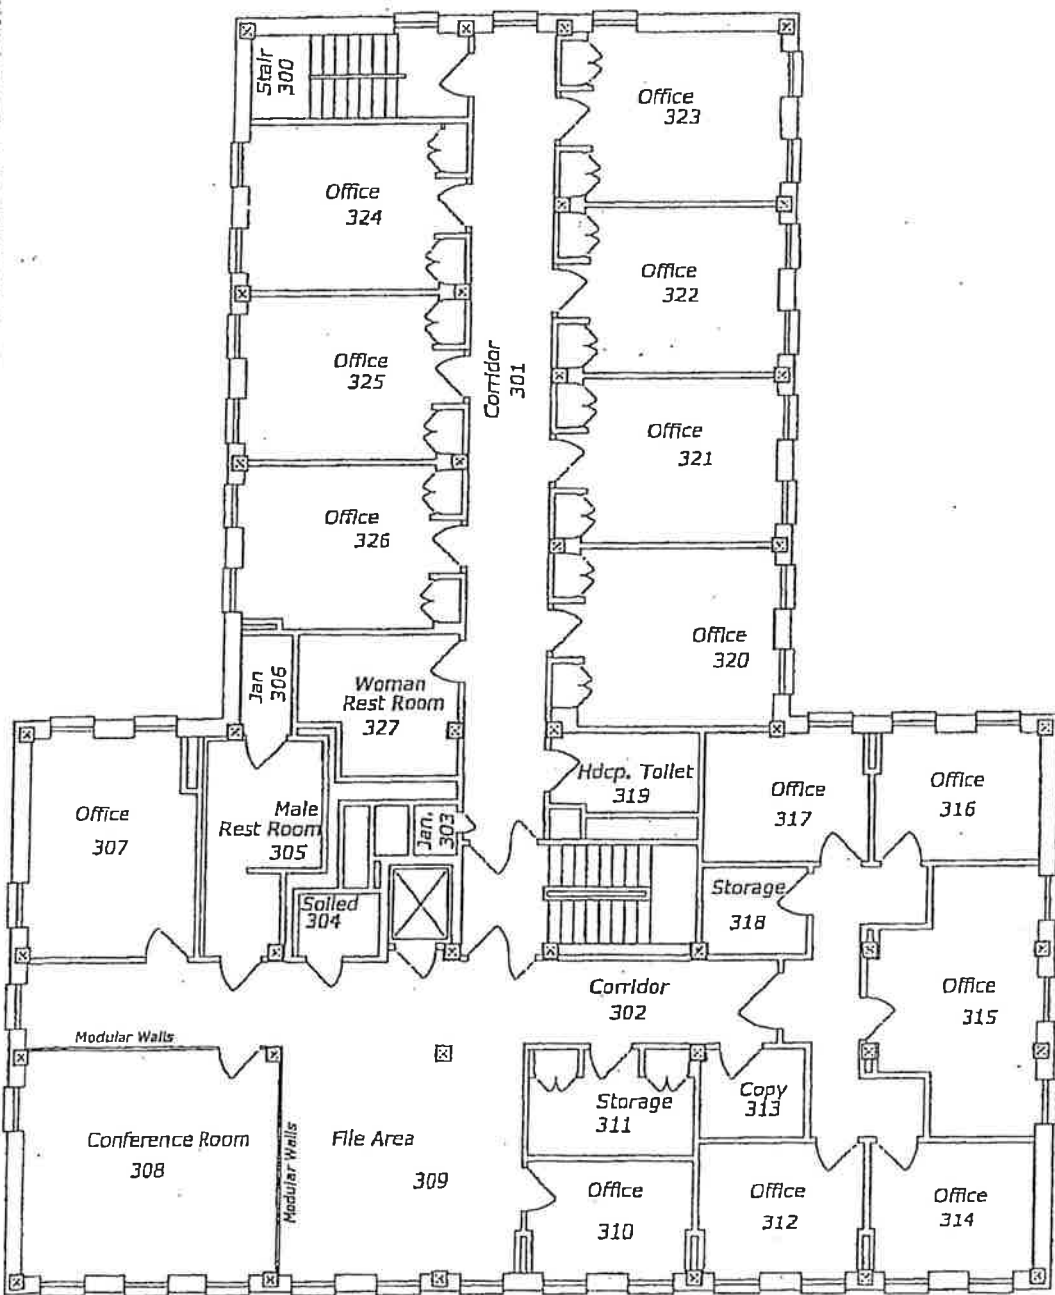 Stair
300
Office
323
Office
324
Office
322
Office
325
Corridor
301
Office
321
Office
326
Office
320
Jan
306
Woman
Rest Room
327
Hdcp. Toilet
319
Office
307
Male
Rest Room
305
Jan.
303
Office
317
Office
316
Soiled
304
Storage
318
Corridor
302
Office
315
Modular Walls
Conference Room
308
Modular Walls
File Area
309
Storage
311
Copy
313
Office
310
Office
312
Office
314